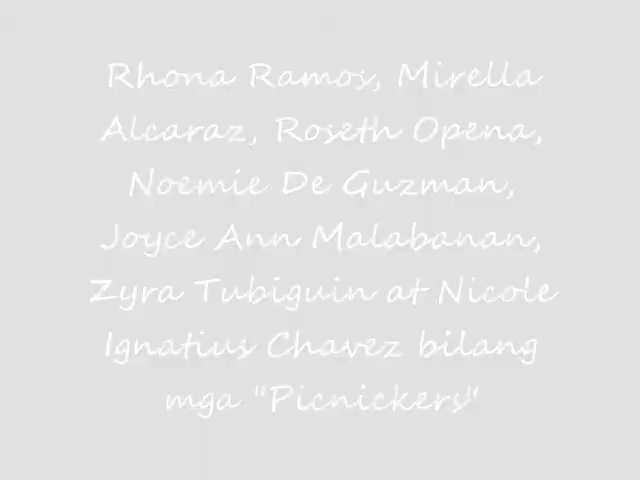 Rhona Ramos, Mirella
Alcaraz, Roseth Opena,
Noemie De Guzman,
Joyce Ann Malabanan,
Zyra Tubiguin at Nicole
Ignatius Chavez bilang
mga "Picnickers"